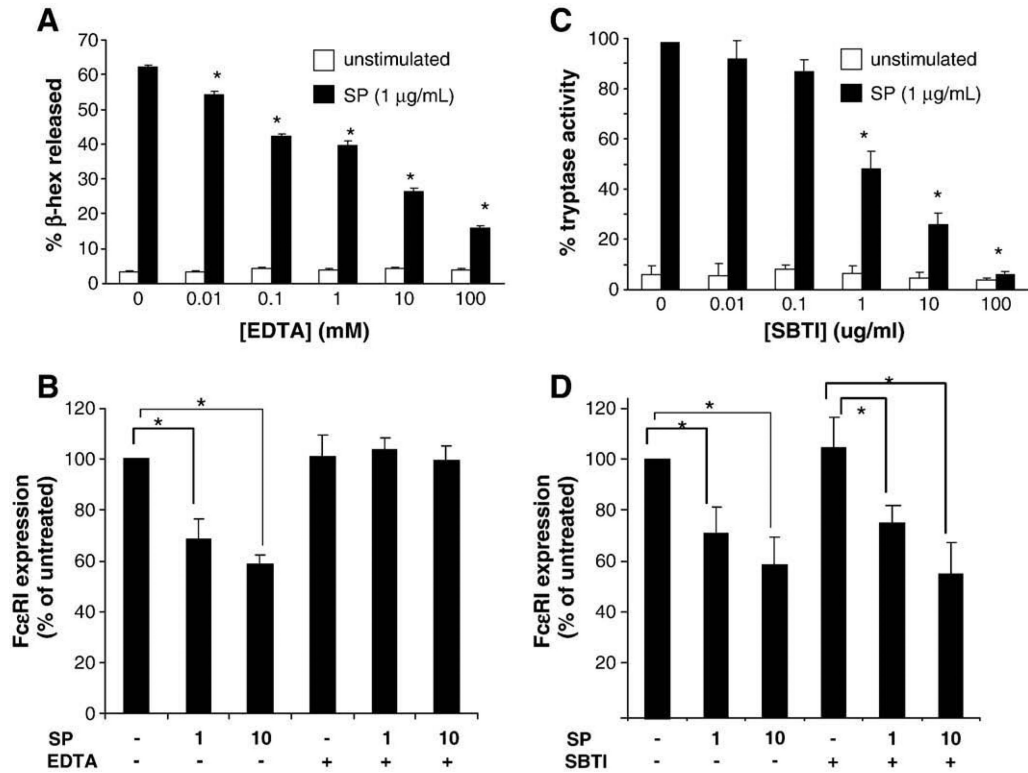 A
% β-hex released
70
60
50
40
30
20
10
0
unstimulated
SP (1 μg/mL)
* * * * *
0 0.01 0.1 1 10 100
[EDTA] (mM)
C
% tryptase activity
100
80
60
40
20
0
unstimulated
SP (1 μg/mL)
* * *
0 0.01 0.1 1 10 100
[SBTI] (ug/ml)
B
FcεRI expression
(% of untreated)
120
100
80
60
40
20
0
* *
SP - 1 10 - 1 10
EDTA - - - + + +
D
FcεRI expression
(% of untreated)
120
100
80
60
40
20
* * * *
SP - 1 10 - 1 10
SBTI - - - + + +